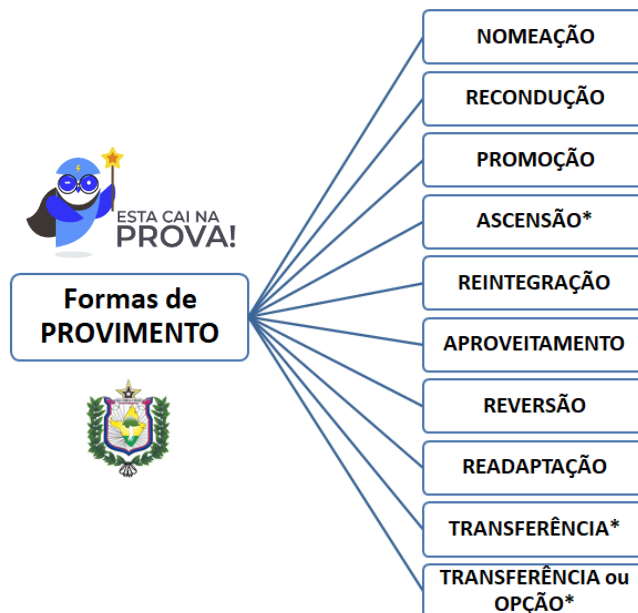 NOMEAÇÃO
RECONDUÇÃO
PROMOÇÃO
ESTA CAI NA
PROVA!
ASCENSÃO*
Formas de
PROVIMENTO
REINTEGRAÇÃO
APROVEITAMENTO
REVERSÃO
READAPTAÇÃO
TRANSFERÊNCIA*
TRANSFERÊNCIA ou
OPÇÃO*